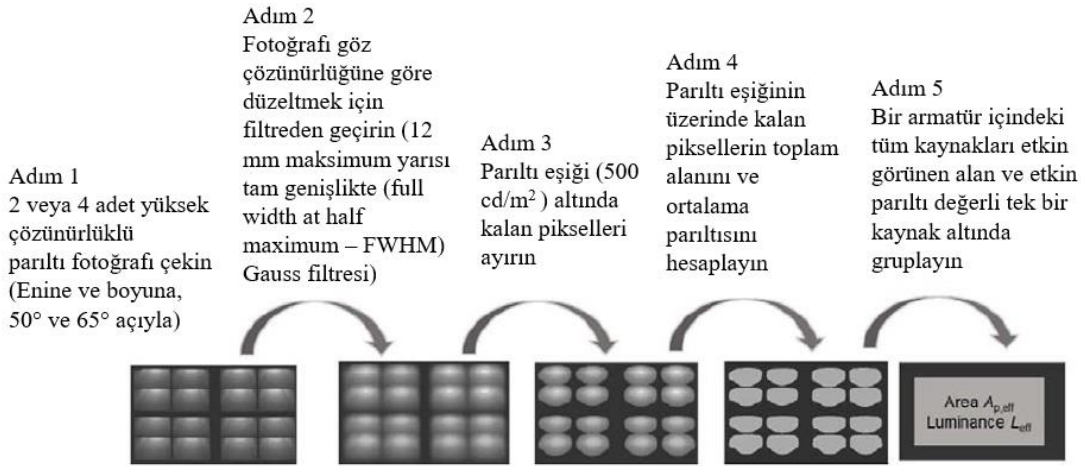 Adım 1
2 veya 4 adet yüksek
çözünürlüklü
parıltı fotoğrafı çekin
(Enine ve boyuna,
50° ve 65° açıyla)
Adım 2
Fotoğrafı göz
çözünürlüğüne göre
düzeltmek için
filtreden geçirin (12
mm maksimum yarısı
tam genişlikte (full
width at half
maximum – FWHM)
Gauss filtresi)
Adım 3
Parıltı eşiği (500
cd/m² ) altında
kalan pikselleri
ayırın
Adım 4
Parıltı eşiğinin
üzerinde kalan
piksellerin toplam
alanını ve
ortalama
parıltısını
hesaplayın
Adım 5
Bir armatür içindeki
tüm kaynakları etkin
görünen alan ve etkin
parıltı değerli tek bir
kaynak altında
gruplayın
Area Ap,eff
Luminance Leff